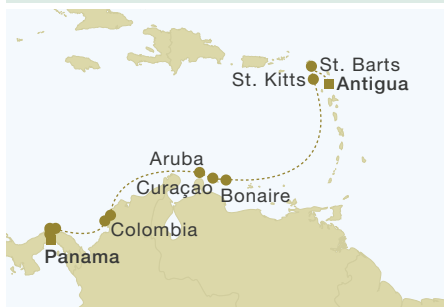 St. Barts
St. Kitts
Antigua
Aruba
Curaçao
Bonaire
Colombia
Panama